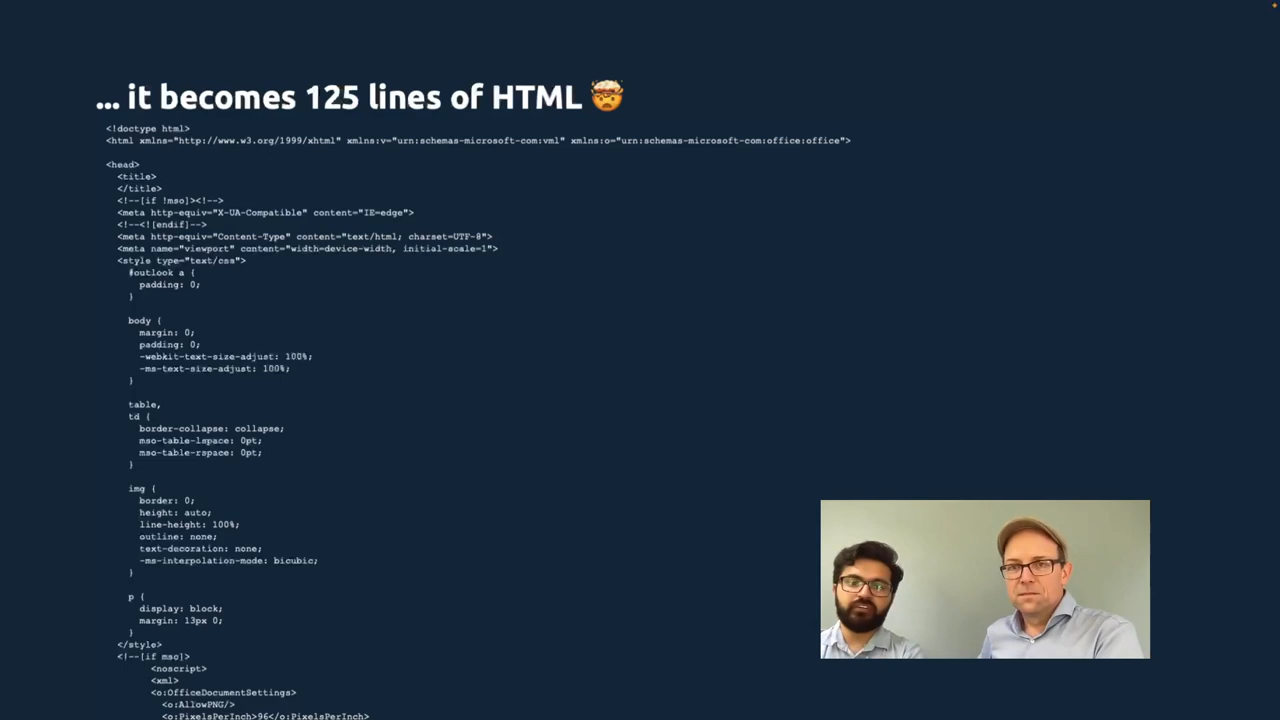 ... it becomes 125 lines of HTML 🤯
<!doctype html>
<html xmlns="http://www.w3.org/1999/xhtml" xmlns:v="urn:schemas-microsoft-com:vml" xmlns:o="urn:schemas-microsoft-com:office:office">
<head>
<title>
</title>
<!--[if !mso]><!-->
<meta http-equiv="X-UA-Compatible" content="IE=edge">
<!--<![endif]-->
<meta http-equiv="Content-Type" content="text/html; charset=UTF-8">
<meta name="viewport" content="width=device-width, initial-scale=1">
<style type="text/css">
#outlook a {
padding: 0;
}
body {
margin: 0;
padding: 0;
-webkit-text-size-adjust: 100%;
-ms-text-size-adjust: 100%;
}
table,
td {
border-collapse: collapse;
mso-table-lspace: 0pt;
mso-table-rspace: 0pt;
}
img {
border: 0;
height: auto;
line-height: 100%;
outline: none;
text-decoration: none;
-ms-interpolation-mode: bicubic;
}
p {
display: block;
margin: 13px 0;
}
</style>
<!--[if mso]>
<noscript>
<xml>
<o:OfficeDocumentSettings>
<o:AllowPNG/>
<o:PixelsPerInch>96</o:PixelsPerInch>